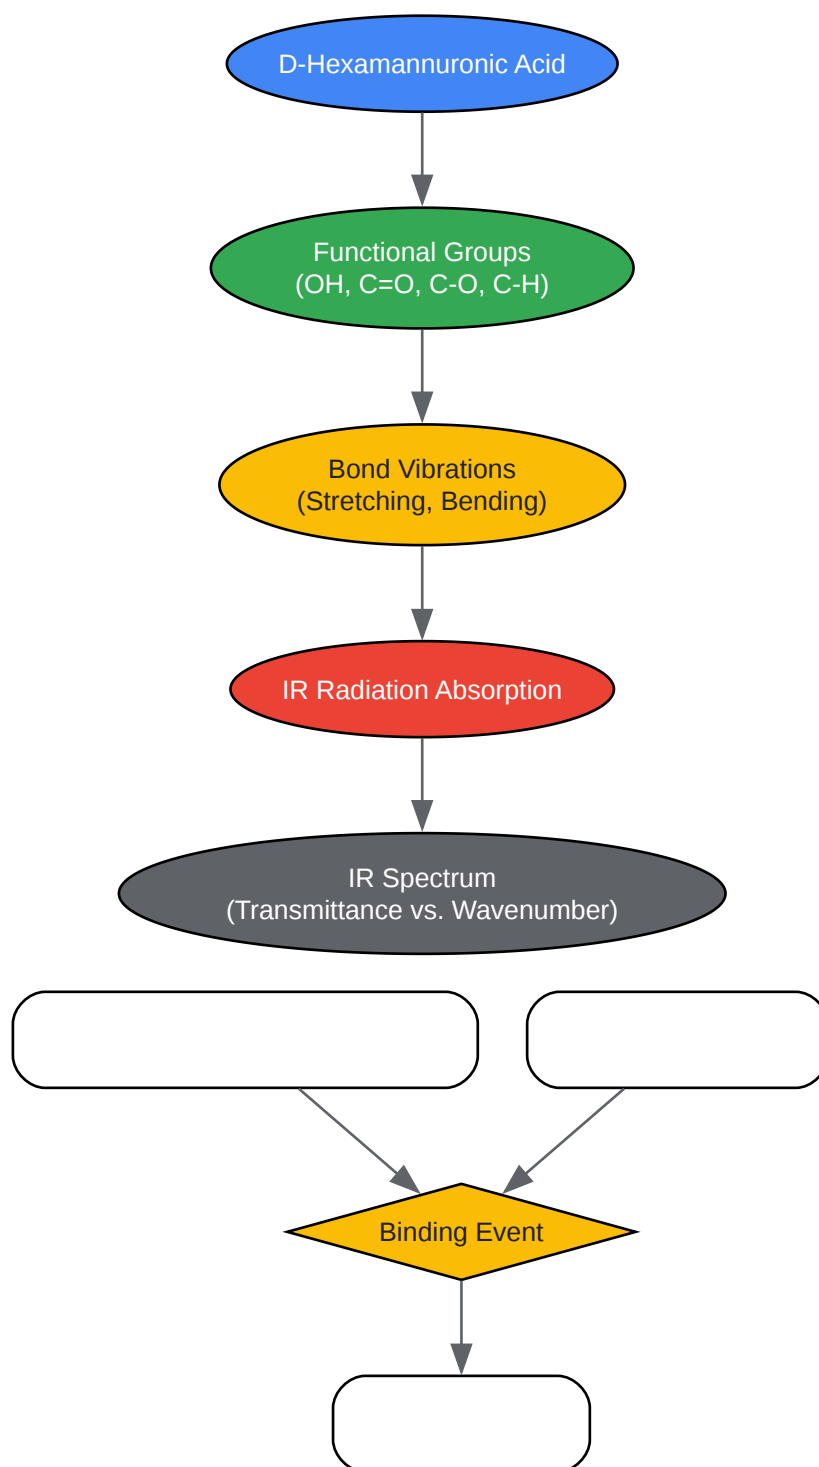 D-Hexamannuronic Acid
Functional Groups
(OH, C=O, C-O, C-H)
Bond Vibrations
(Stretching, Bending)
IR Radiation Absorption
IR Spectrum
(Transmittance vs. Wavenumber)
Binding Event